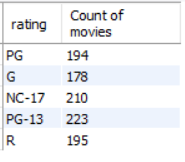 rating Count of movies
PG 194
G 178
NC-17 210
PG-13 223
R 195